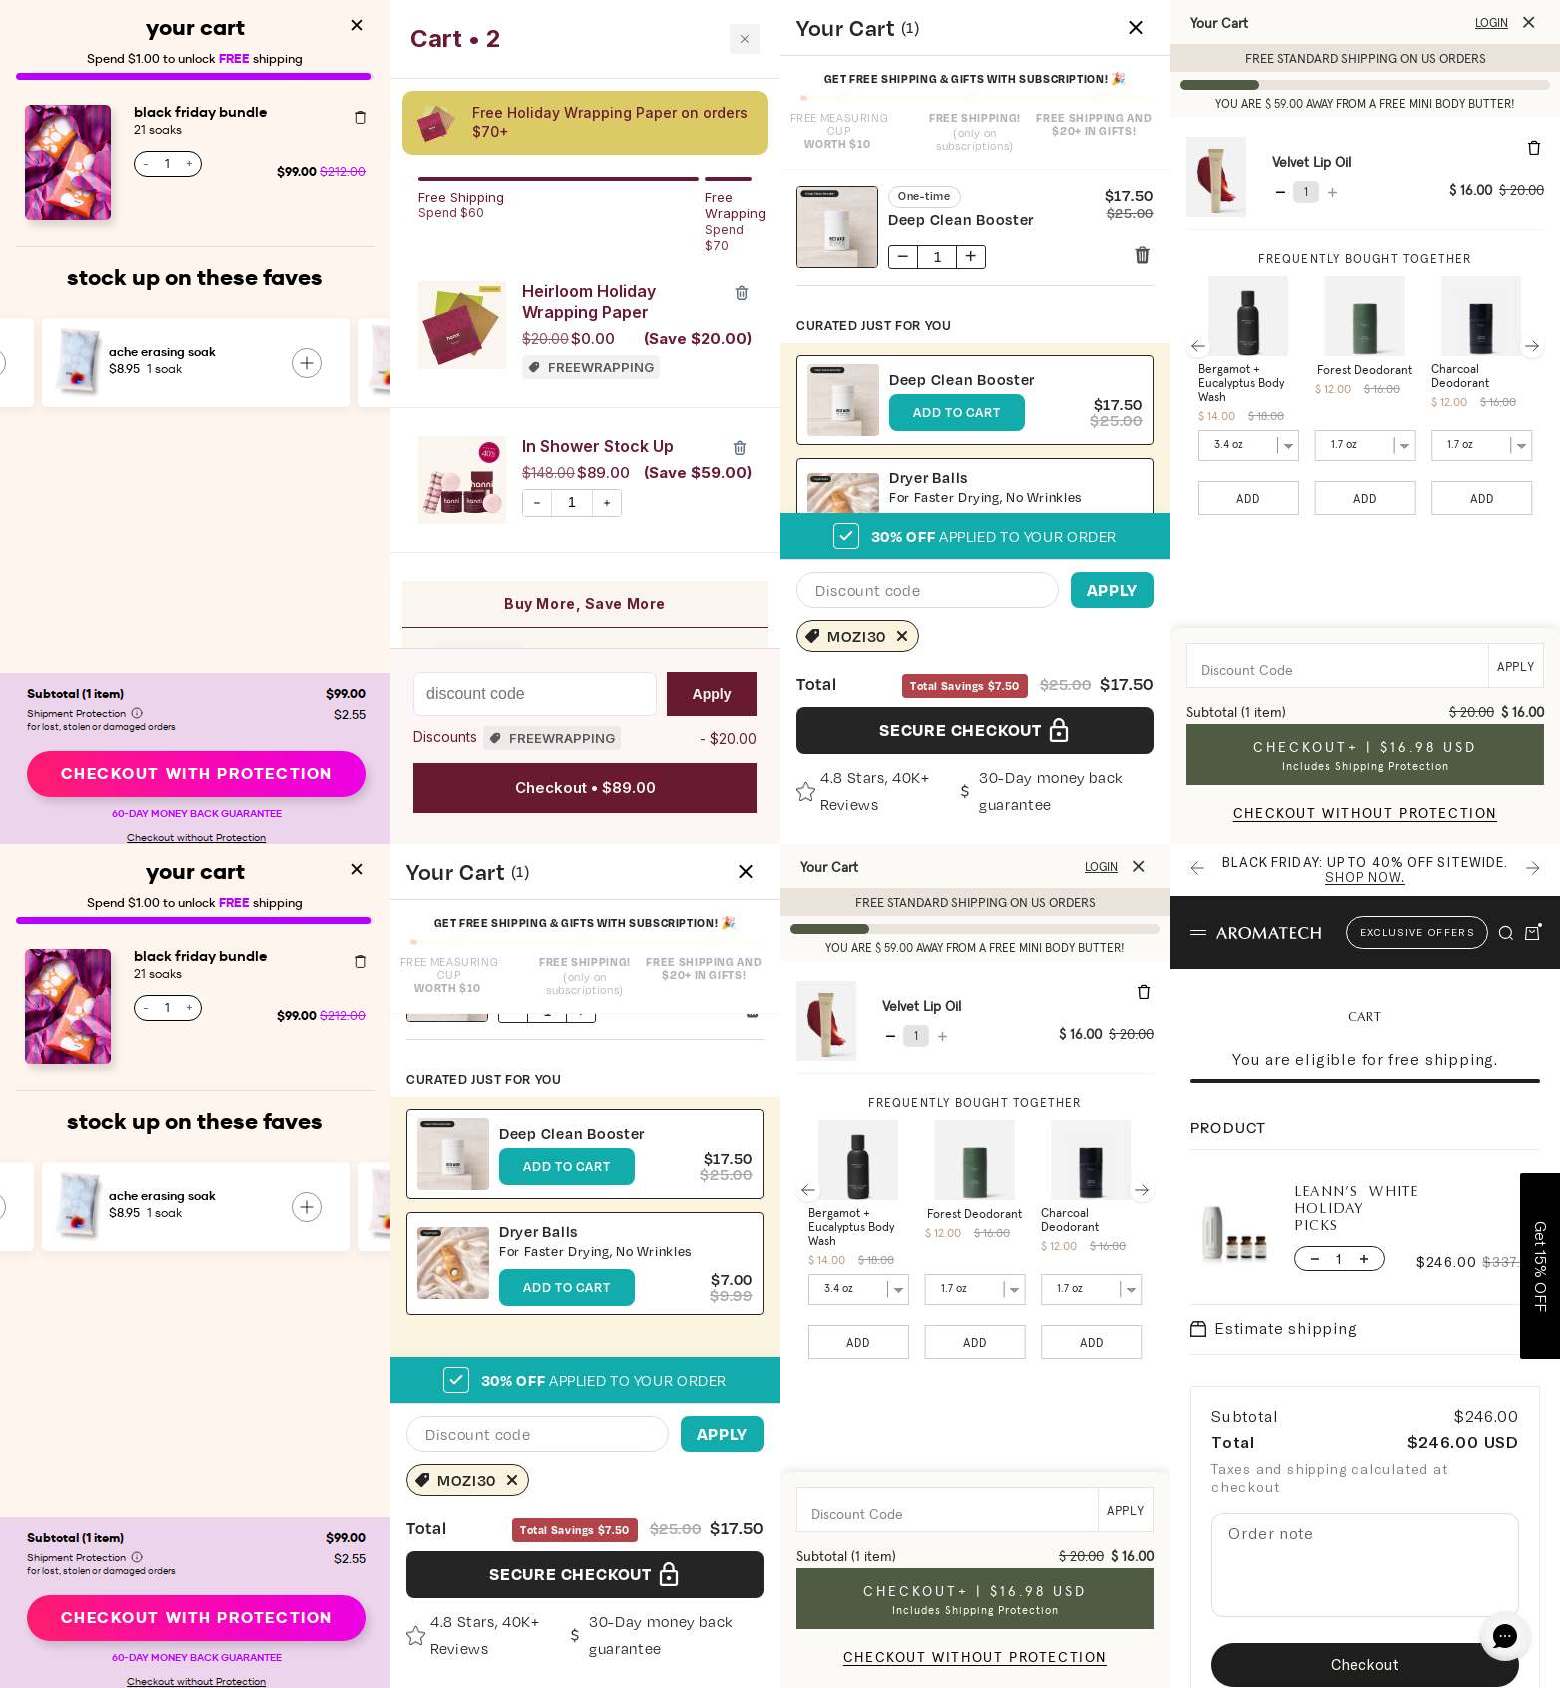 your cart
Spend $1.00 to unlock FREE shipping
black friday bundle
21 soaks
- 1 +
$99.00 $212.00
stock up on these faves
ache erasing soak
$8.95 1 soak
Subtotal (1 item) $99.00
Shipment Protection $2.55
for lost, stolen or damaged orders
CHECKOUT WITH PROTECTION
60-DAY MONEY BACK GUARANTEE
Checkout without Protection
Cart • 2
Free Holiday Wrapping Paper on orders
$70+
Free Shipping
Spend $60
Free
Wrapping
Spend
$70
Heirloom Holiday
Wrapping Paper
$20.00 $0.00 (Save $20.00)
FREEWRAPPING
In Shower Stock Up
$148.00 $89.00 (Save $59.00)
- 1 +
40%
hanni
Buy More, Save More
discount code Apply
Discounts FREEWRAPPING - $20.00
Checkout • $89.00
Your Cart (1)
GET FREE SHIPPING & GIFTS WITH SUBSCRIPTION! 🎉
FREE MEASURING
CUP
WORTH $10
FREE SHIPPING!
(only on
subscriptions)
FREE SHIPPING AND
$20+ IN GIFTS!
One-time
Deep Clean Booster
$17.50
$25.00
− 1 +
CURATED JUST FOR YOU
Deep Clean Booster
ADD TO CART
$17.50
$25.00
Dryer Balls
For Faster Drying, No Wrinkles
30% OFF APPLIED TO YOUR ORDER
Discount code APPLY
MOZI30
Total Total Savings $7.50 $25.00 $17.50
SECURE CHECKOUT
4.8 Stars, 40K+
Reviews
$ 30-Day money back
guarantee
Your Cart LOGIN
FREE STANDARD SHIPPING ON US ORDERS
YOU ARE $ 59.00 AWAY FROM A FREE MINI BODY BUTTER!
Velvet Lip Oil
− 1 +
$ 16.00 $ 20.00
FREQUENTLY BOUGHT TOGETHER
Bergamot +
Eucalyptus Body
Wash
$ 14.00 $ 18.00
3.4 oz
ADD
Forest Deodorant
$ 12.00 $ 16.00
1.7 oz
ADD
Charcoal
Deodorant
$ 12.00 $ 16.00
1.7 oz
ADD
Discount Code APPLY
Subtotal (1 item) $ 20.00 $ 16.00
CHECKOUT+ | $16.98 USD
Includes Shipping Protection
CHECKOUT WITHOUT PROTECTION
your cart
Spend $1.00 to unlock FREE shipping
black friday bundle
21 soaks
- 1 +
$99.00 $212.00
stock up on these faves
ache erasing soak
$8.95 1 soak
Subtotal (1 item) $99.00
Shipment Protection $2.55
for lost, stolen or damaged orders
CHECKOUT WITH PROTECTION
60-DAY MONEY BACK GUARANTEE
Checkout without Protection
Your Cart (1)
GET FREE SHIPPING & GIFTS WITH SUBSCRIPTION! 🎉
FREE MEASURING
CUP
WORTH $10
FREE SHIPPING!
(only on
subscriptions)
FREE SHIPPING AND
$20+ IN GIFTS!
CURATED JUST FOR YOU
Deep Clean Booster
ADD TO CART
$17.50
$25.00
Dryer Balls
For Faster Drying, No Wrinkles
ADD TO CART
$7.00
$9.99
30% OFF APPLIED TO YOUR ORDER
Discount code APPLY
MOZI30
Total Total Savings $7.50 $25.00 $17.50
SECURE CHECKOUT
4.8 Stars, 40K+
Reviews
$ 30-Day money back
guarantee
Your Cart LOGIN
FREE STANDARD SHIPPING ON US ORDERS
YOU ARE $ 59.00 AWAY FROM A FREE MINI BODY BUTTER!
Velvet Lip Oil
− 1 +
$ 16.00 $ 20.00
FREQUENTLY BOUGHT TOGETHER
Bergamot +
Eucalyptus Body
Wash
$ 14.00 $ 18.00
3.4 oz
ADD
Forest Deodorant
$ 12.00 $ 16.00
1.7 oz
ADD
Charcoal
Deodorant
$ 12.00 $ 16.00
1.7 oz
ADD
Discount Code APPLY
Subtotal (1 item) $ 20.00 $ 16.00
CHECKOUT+ | $16.98 USD
Includes Shipping Protection
CHECKOUT WITHOUT PROTECTION
BLACK FRIDAY: UP TO 40% OFF SITEWIDE.
SHOP NOW.
AROMATECH EXCLUSIVE OFFERS
CART
You are eligible for free shipping.
PRODUCT
LEANN'S WHITE
HOLIDAY
PICKS
− 1 +
$246.00 $337.
Get 15% OFF
Estimate shipping
Subtotal $246.00
Total $246.00 USD
Taxes and shipping calculated at
checkout
Order note
Checkout